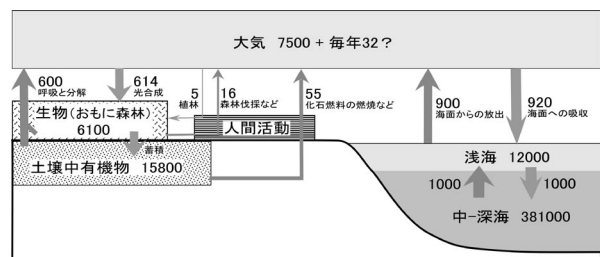 大気 7500 + 毎年32？
600
呼吸と分解
614
光合成
5
植林
16
森林伐採など
55
化石燃料の燃焼など
900
海面からの放出
920
海面への吸収
生物(おもに森林)
6100
人間活動
蓄積
土壌中有機物 15800
浅海 12000
1000
1000
中-深海 381000